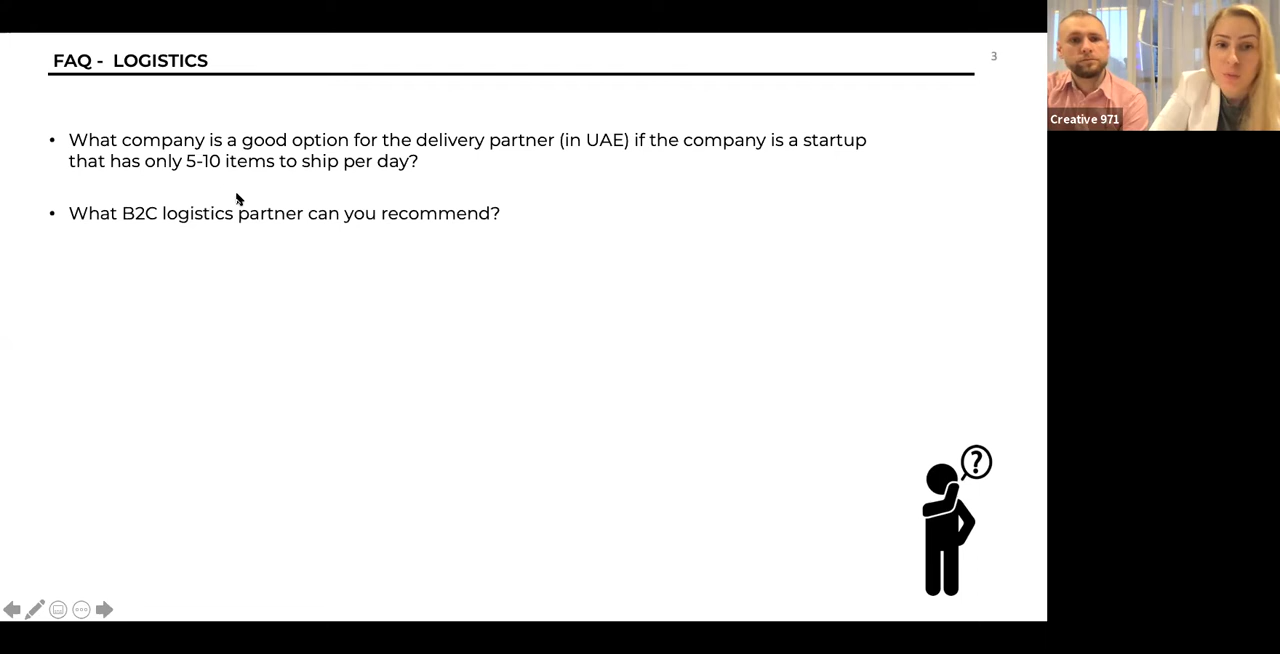 FAQ - LOGISTICS
3
• What company is a good option for the delivery partner (in UAE) if the company is a startup
that has only 5-10 items to ship per day?
• What B2C logistics partner can you recommend?
?
Creative 971